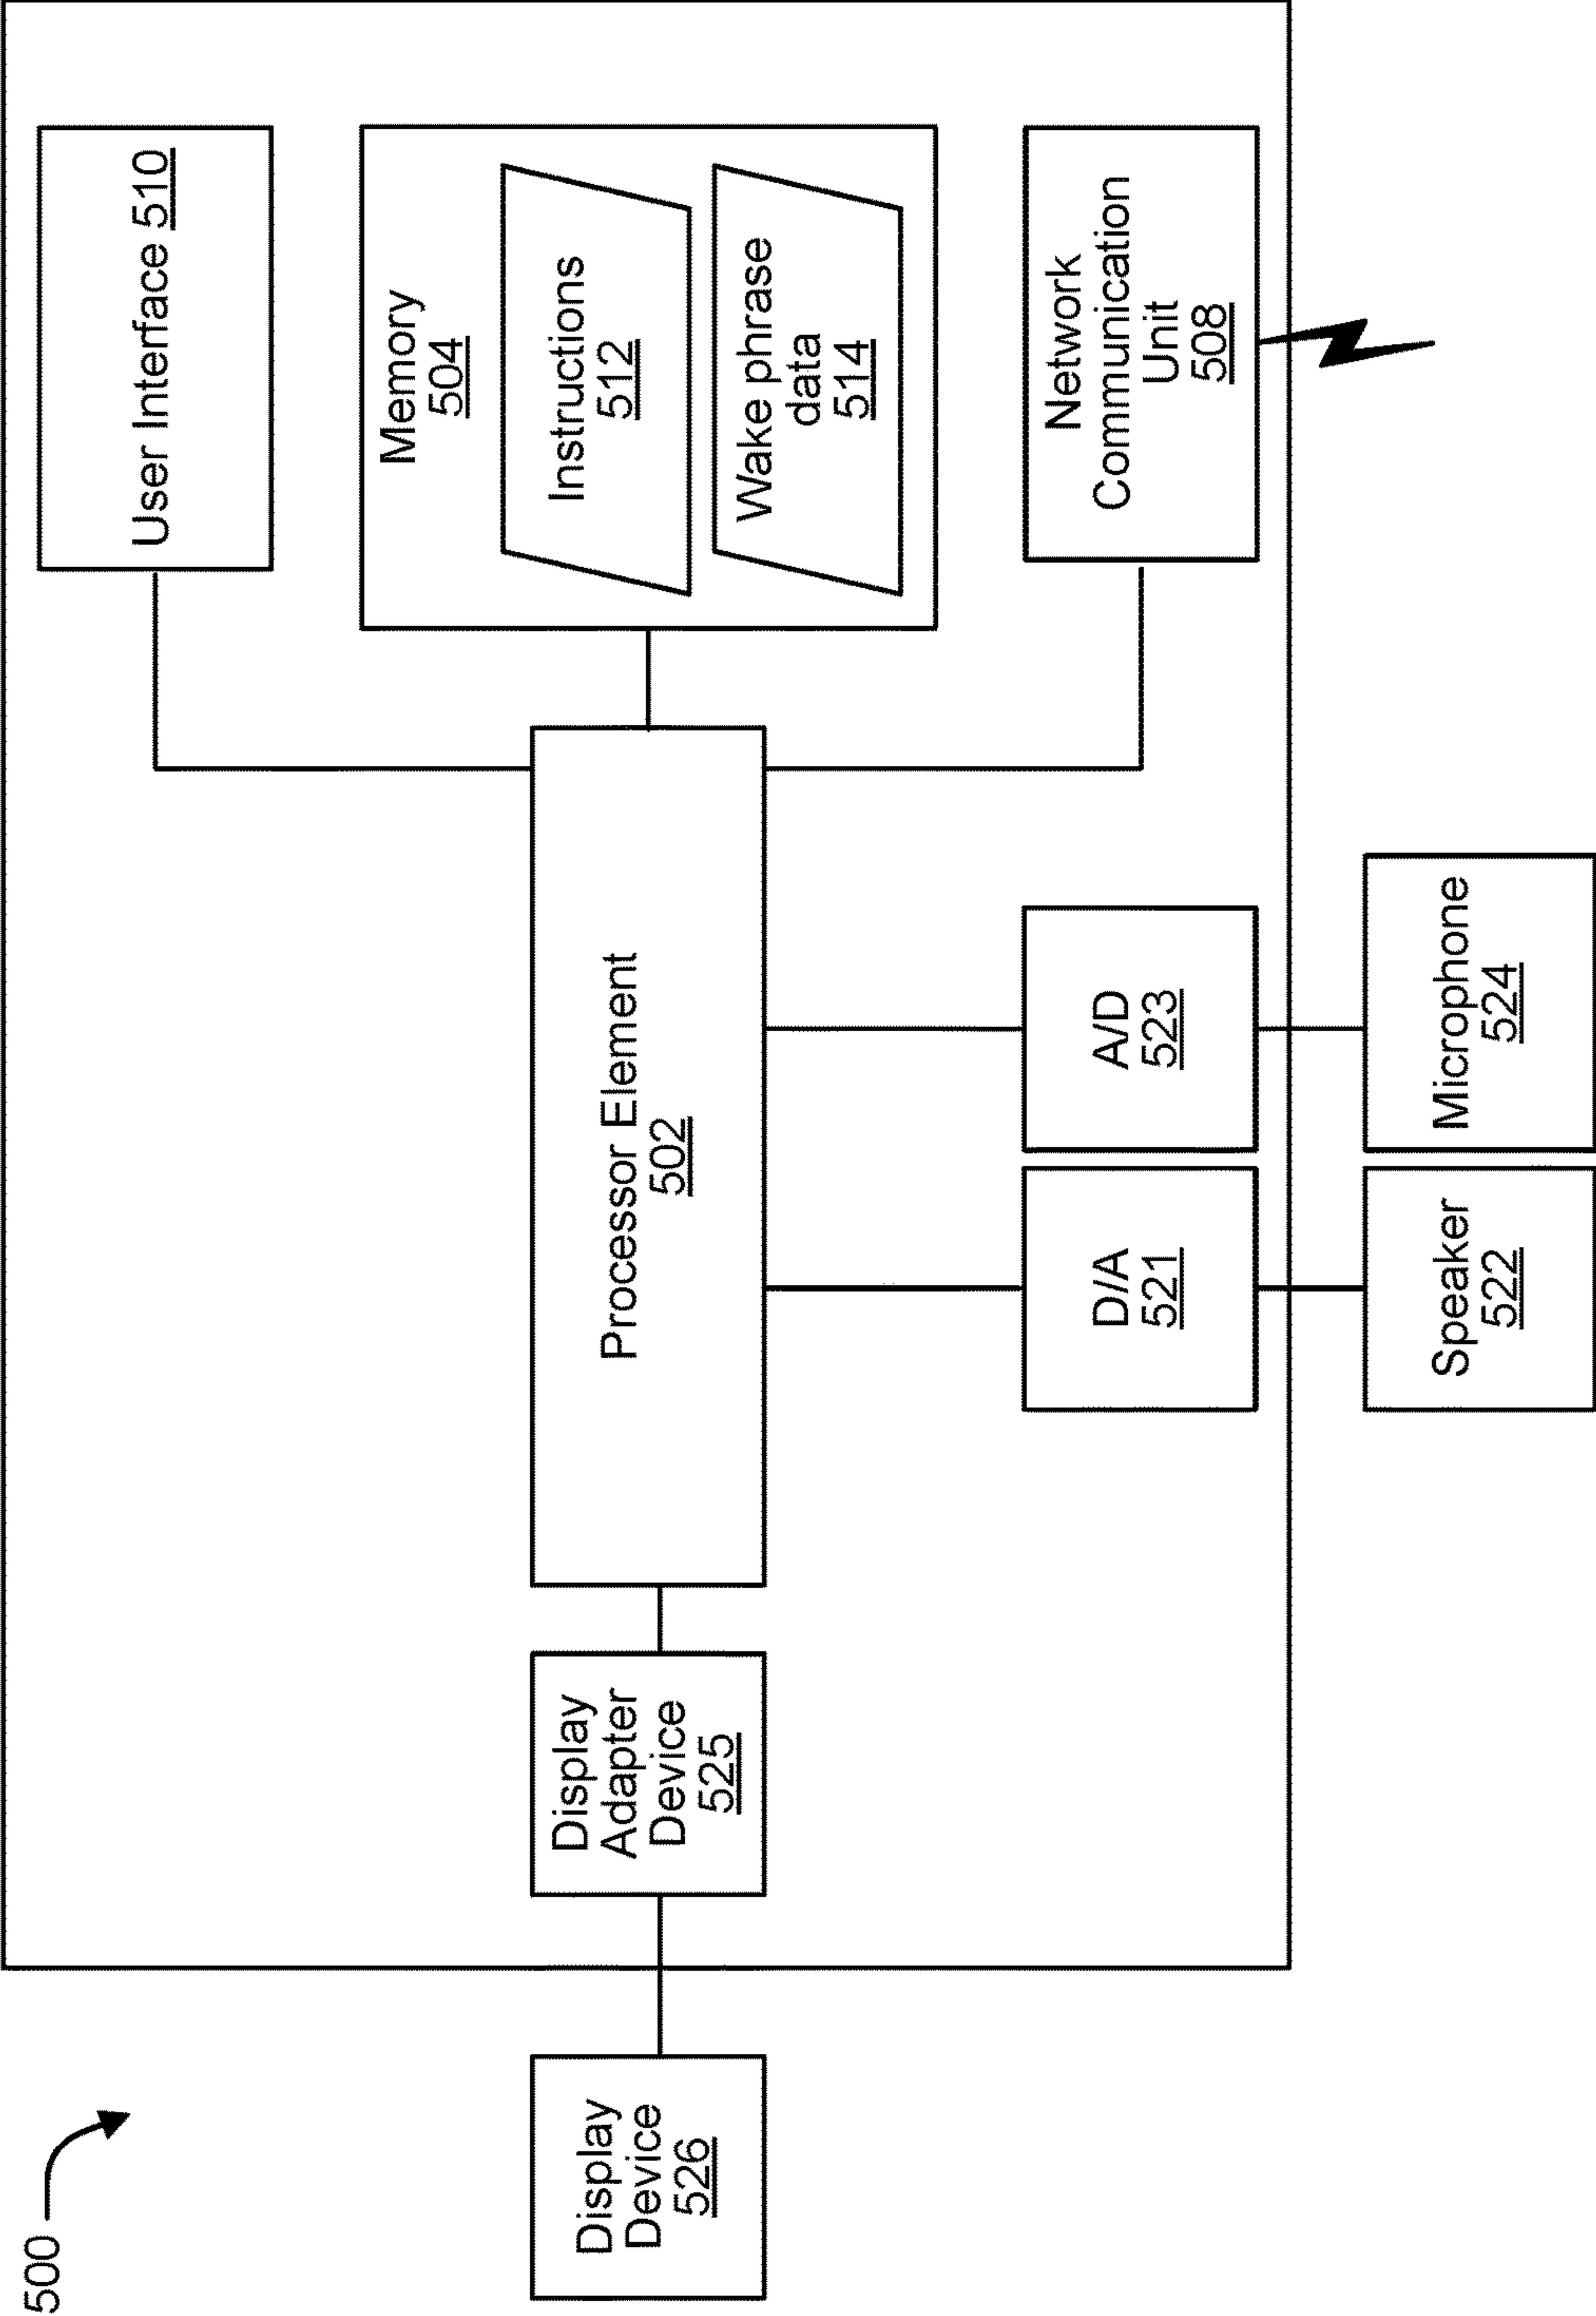 500
Display
Device
526
Display
Adapter
Device
525
Processor Element
502
User Interface 510
Memory
504
Instructions
512
Wake phrase
data
514
Network
Communication
Unit
508
D/A
521
A/D
523
Speaker
522
Microphone
524